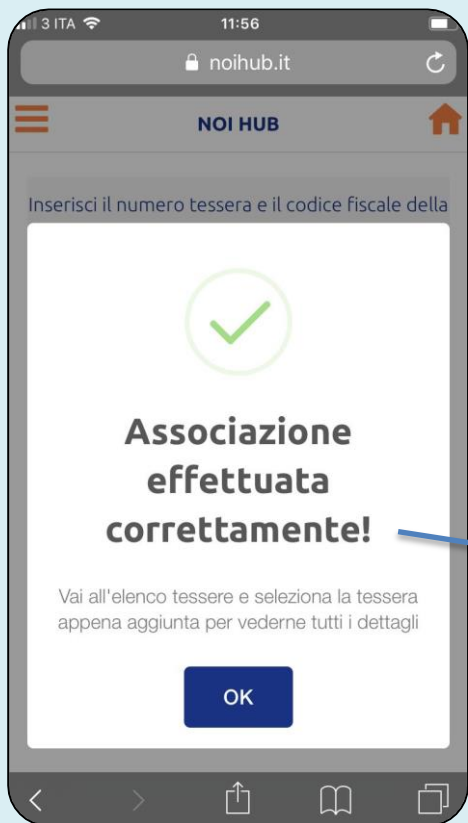 3 ITA 11:56
noihub.it
NOI HUB
Inserisci il numero tessera e il codice fiscale della
Associazione
effettuata
correttamente!
Vai all'elenco tessere e seleziona la tessera
appena aggiunta per vederne tutti i dettagli
OK